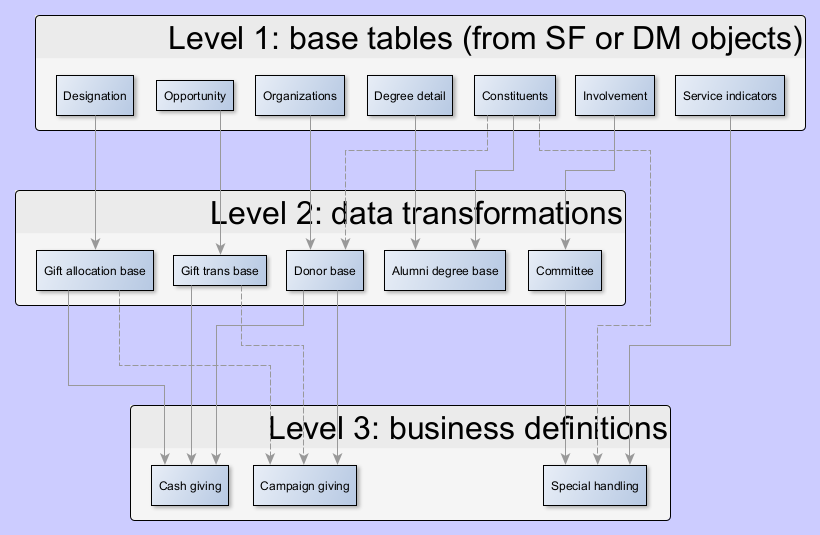 Level 1: base tables (from SF or DM objects)
Designation
Opportunity
Organizations
Degree detail
Constituents
Involvement
Service indicators
Level 2: data transformations
Gift allocation base
Gift trans base
Donor base
Alumni degree base
Committee
Level 3: business definitions
Cash giving
Campaign giving
Special handling